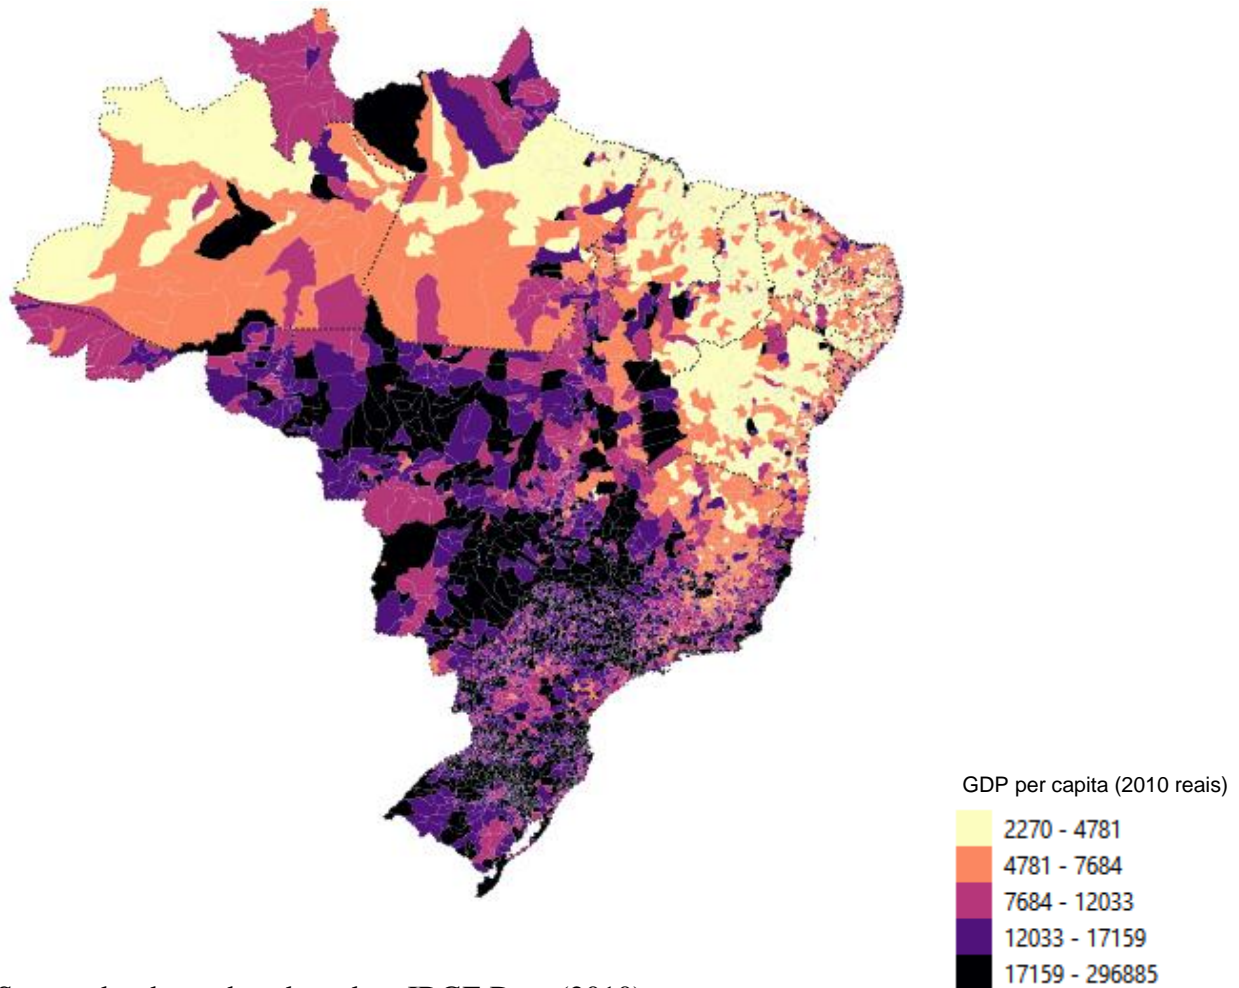 GDP per capita (2010 reais)
2270 - 4781
4781 - 7684
7684 - 12033
12033 - 17159
17159 - 296885